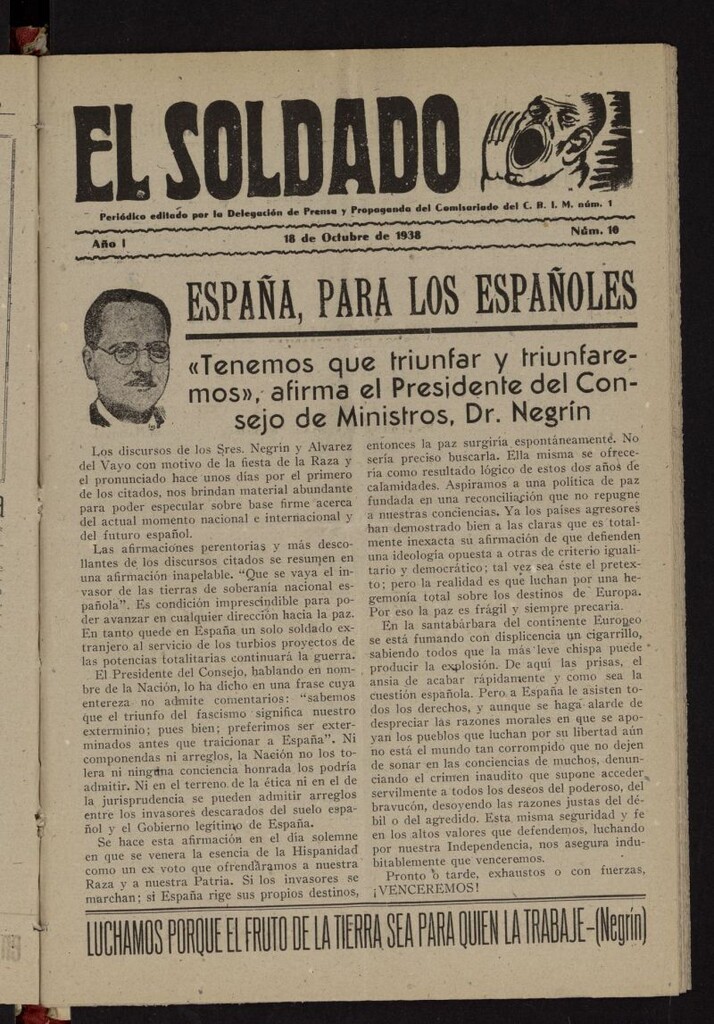 EL SOLDADO
Periódico editado por la Delegación de Prensa y Propaganda del Comisariado del C. R. I. M. núm. 1
Año I
18 de Octubre de 1938
Núm. 10
ESPAÑA, PARA LOS ESPAÑOLES
«Tenemos que triunfar y triunfare-
mos», afirma el Presidente del Con-
sejo de Ministros, Dr. Negrín
Los discursos de los Sres. Negrín y Alvarez
del Vayo con motivo de la fiesta de la Raza y
el pronunciado hace unos días por el primero
de los citados, nos brindan material abundante
para poder especular sobre base firme acerca
del actual momento nacional e internacional y
del futuro español.
Las afirmaciones perentorias y más desco-
llantes de los discursos citados se resumen en
una afirmación inapelable. "Que se vaya el in-
vasor de las tierras de soberanía nacional es-
pañola". Es condición imprescindible para po-
der avanzar en cualquier dirección hacia la paz.
En tanto quede en España un solo soldado ex-
tranjero al servicio de los turbios proyectos de
las potencias totalitarias continuará la guerra.
El Presidente del Consejo, hablando en nom-
bre de la Nación, lo ha dicho en una frase cuya
entereza no admite comentarios: "sabemos
que el triunfo del fascismo significa nuestro
exterminio; pues bien; preferimos ser exter-
minados antes que traicionar a España". Ni
componendas ni arreglos, la Nación no los to-
lera ni ninguna conciencia honrada los podría
admitir. Ni en el terreno de la ética ni en el de
la jurisprudencia se pueden admitir arreglos
entre los invasores descarados del suelo espa-
ñol y el Gobierno legítimo de España.
Se hace esta afirmación en el día solemne
en que se venera la esencia de la Hispanidad
como un ex voto que ofrendáramos a nuestra
Raza y a nuestra Patria. Si los invasores se
marchan; si España rige sus propios destinos,
entonces la paz surgiría espontáneamente. No
sería preciso buscarla. Ella misma se ofrece-
ría como resultado lógico de estos dos años de
calamidades. Aspiramos a una política de paz
fundada en una reconciliación que no repugne
a nuestras conciencias. Ya los países agresores
han demostrado bien a las claras que es total-
mente inexacta su afirmación de que defienden
una ideología opuesta a otras de criterio iguali-
tario y democrático; tal vez sea éste el pretex-
to; pero la realidad es que luchan por una he-
gemonía total sobre los destinos de Europa.
Por eso la paz es frágil y siempre precaria.
En la santabárbara del continente Europeo
se está fumando con displicencia un cigarrillo,
sabiendo todos que la más leve chispa puede
producir la explosión. De aquí las prisas, el
ansia de acabar rápidamente y como sea la
cuestión española. Pero a España le asisten to-
dos los derechos, y aunque se haga alarde de
despreciar las razones morales en que se apo-
yan los pueblos que luchan por su libertad aún
no está el mundo tan corrompido que no dejen
de sonar en las conciencias de muchos, denun-
ciando el crimen inaudito que supone acceder
servilmente a todos los deseos del poderoso, del
bravucón, desoyendo las razones justas del dé-
bil o del agredido. Esta misma seguridad y fe
en los altos valores que defendemos, luchando
por nuestra Independencia, nos asegura indu-
bitablemente que venceremos.
Pronto o tarde, exhaustos o con fuerzas,
¡VENCEREMOS!
LUCHAMOS PORQUE EL FRUTO DE LA TIERRA SEA PARA QUIEN LA TRABAJE-(Negrín)